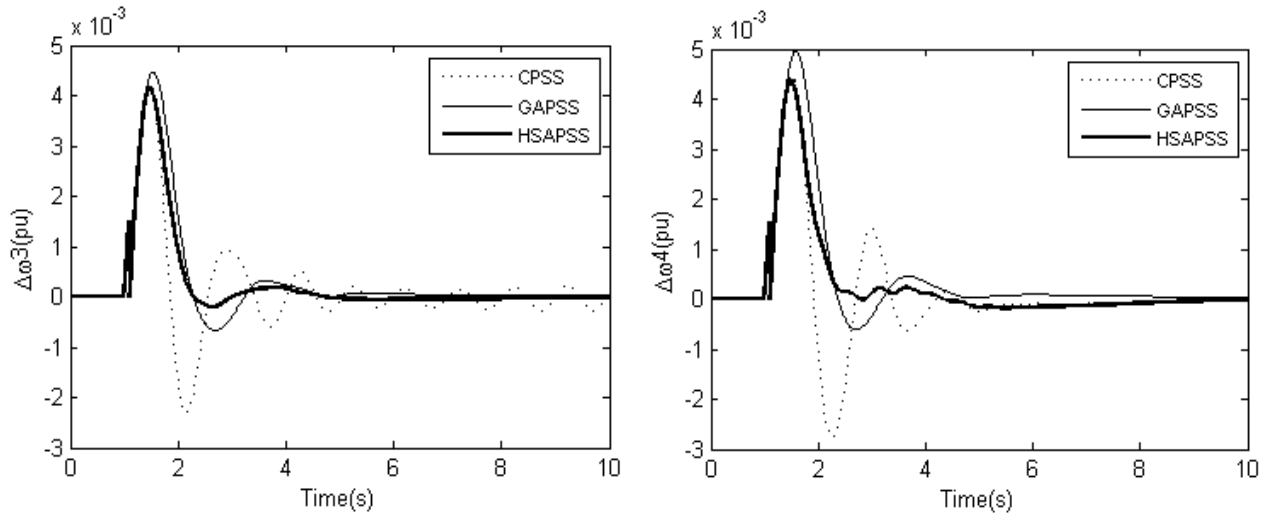 x 10-3
5
4
3
2
1
0
-1
-2
-3
0 2 4 6 8 10
Δω3(pu)
Time(s)
CPSS
GAPSS
HSAPSS
x 10-3
5
4
3
2
1
0
-1
-2
-3
0 2 4 6 8 10
Δω4(pu)
Time(s)
CPSS
GAPSS
HSAPSS